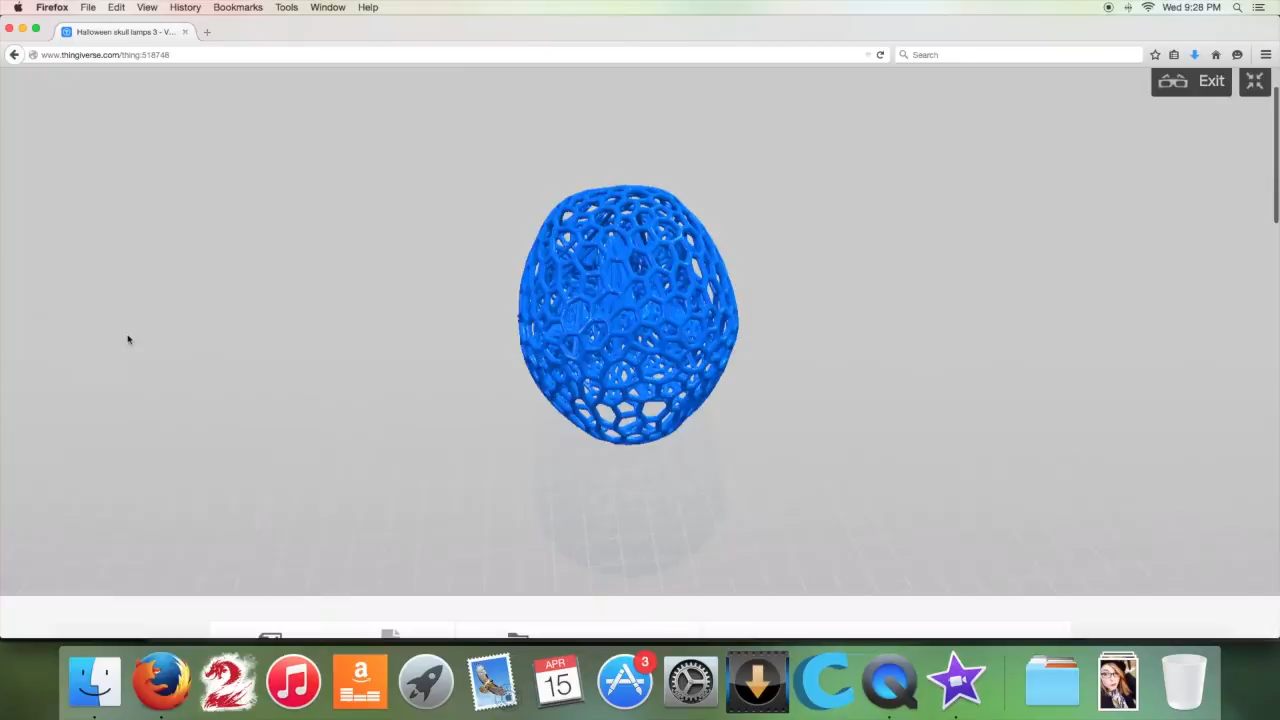 Firefox File Edit View History Bookmarks Tools Window Help Wed 9:28 PM
Halloween skull lamps 3 - V...
www.thingiverse.com/thing:518748 Search
Exit
a
APR
15
3